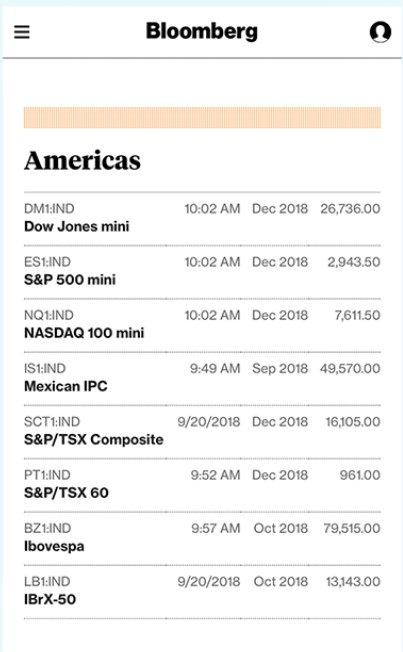 Bloomberg
Americas
DM1:IND 10:02 AM Dec 2018 26,736.00
Dow Jones mini
ES1:IND 10:02 AM Dec 2018 2,943.50
S&P 500 mini
NQ1:IND 10:02 AM Dec 2018 7,611.50
NASDAQ 100 mini
IS1:IND 9:49 AM Sep 2018 49,570.00
Mexican IPC
SCT1:IND 9/20/2018 Dec 2018 16,105.00
S&P/TSX Composite
PT1:IND 9:52 AM Dec 2018 961.00
S&P/TSX 60
BZ1:IND 9:57 AM Oct 2018 79,515.00
Ibovespa
LB1:IND 9/20/2018 Oct 2018 13,143.00
IBrX-50